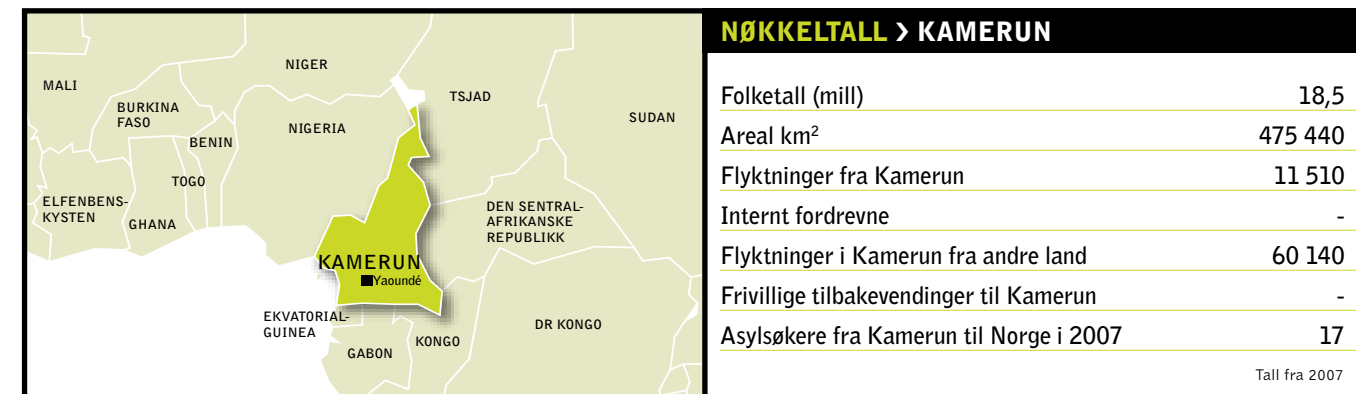 NIGER
MALI
TSJAD
BURKINA
FASO
SUDAN
NIGERIA
BENIN
TOGO
ELFENBENS-
KYSTEN
GHANA
DEN SENTRAL-
AFRIKANSKE
REPUBLIKK
KAMERUN
Yaoundé
EKVATORIAL-
GUINEA
DR KONGO
KONGO
GABON
NØKKELTALL > KAMERUN
Folketall (mill) 18,5
Areal km² 475 440
Flyktninger fra Kamerun 11 510
Internt fordrevne -
Flyktninger i Kamerun fra andre land 60 140
Frivillige tilbakevendinger til Kamerun -
Asylsøkere fra Kamerun til Norge i 2007 17
Tall fra 2007